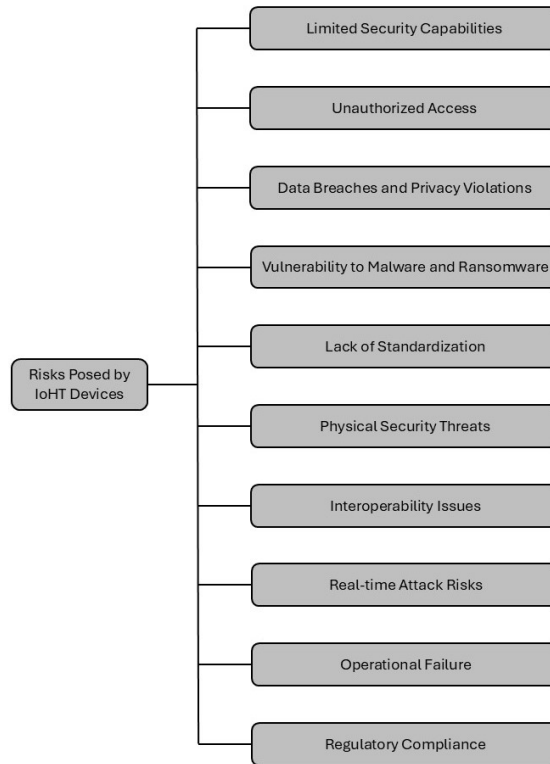 Limited Security Capabilities
Unauthorized Access
Data Breaches and Privacy Violations
Vulnerability to Malware and Ransomware
Lack of Standardization
Risks Posed by
IoHT Devices
Physical Security Threats
Interoperability Issues
Real-time Attack Risks
Operational Failure
Regulatory Compliance